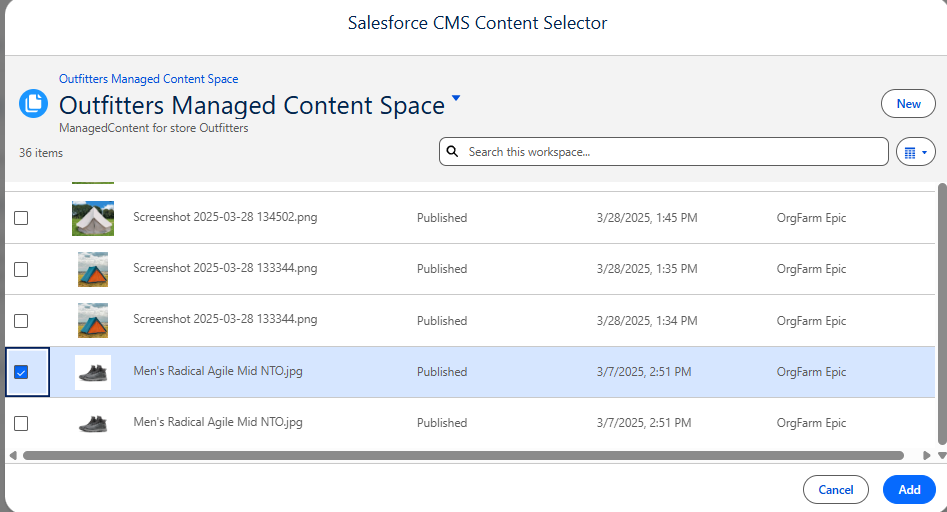 Salesforce CMS Content Selector
Outfitters Managed Content Space
Outfitters Managed Content Space
New
ManagedContent for store Outfitters
36 items
Search this workspace...
Screenshot 2025-03-28 134502.png Published 3/28/2025, 1:45 PM OrgFarm Epic
Screenshot 2025-03-28 133344.png Published 3/28/2025, 1:35 PM OrgFarm Epic
Screenshot 2025-03-28 133344.png Published 3/28/2025, 1:34 PM OrgFarm Epic
Men's Radical Agile Mid NTO.jpg Published 3/7/2025, 2:51 PM OrgFarm Epic
Men's Radical Agile Mid NTO.jpg Published 3/7/2025, 2:51 PM OrgFarm Epic
Cancel Add